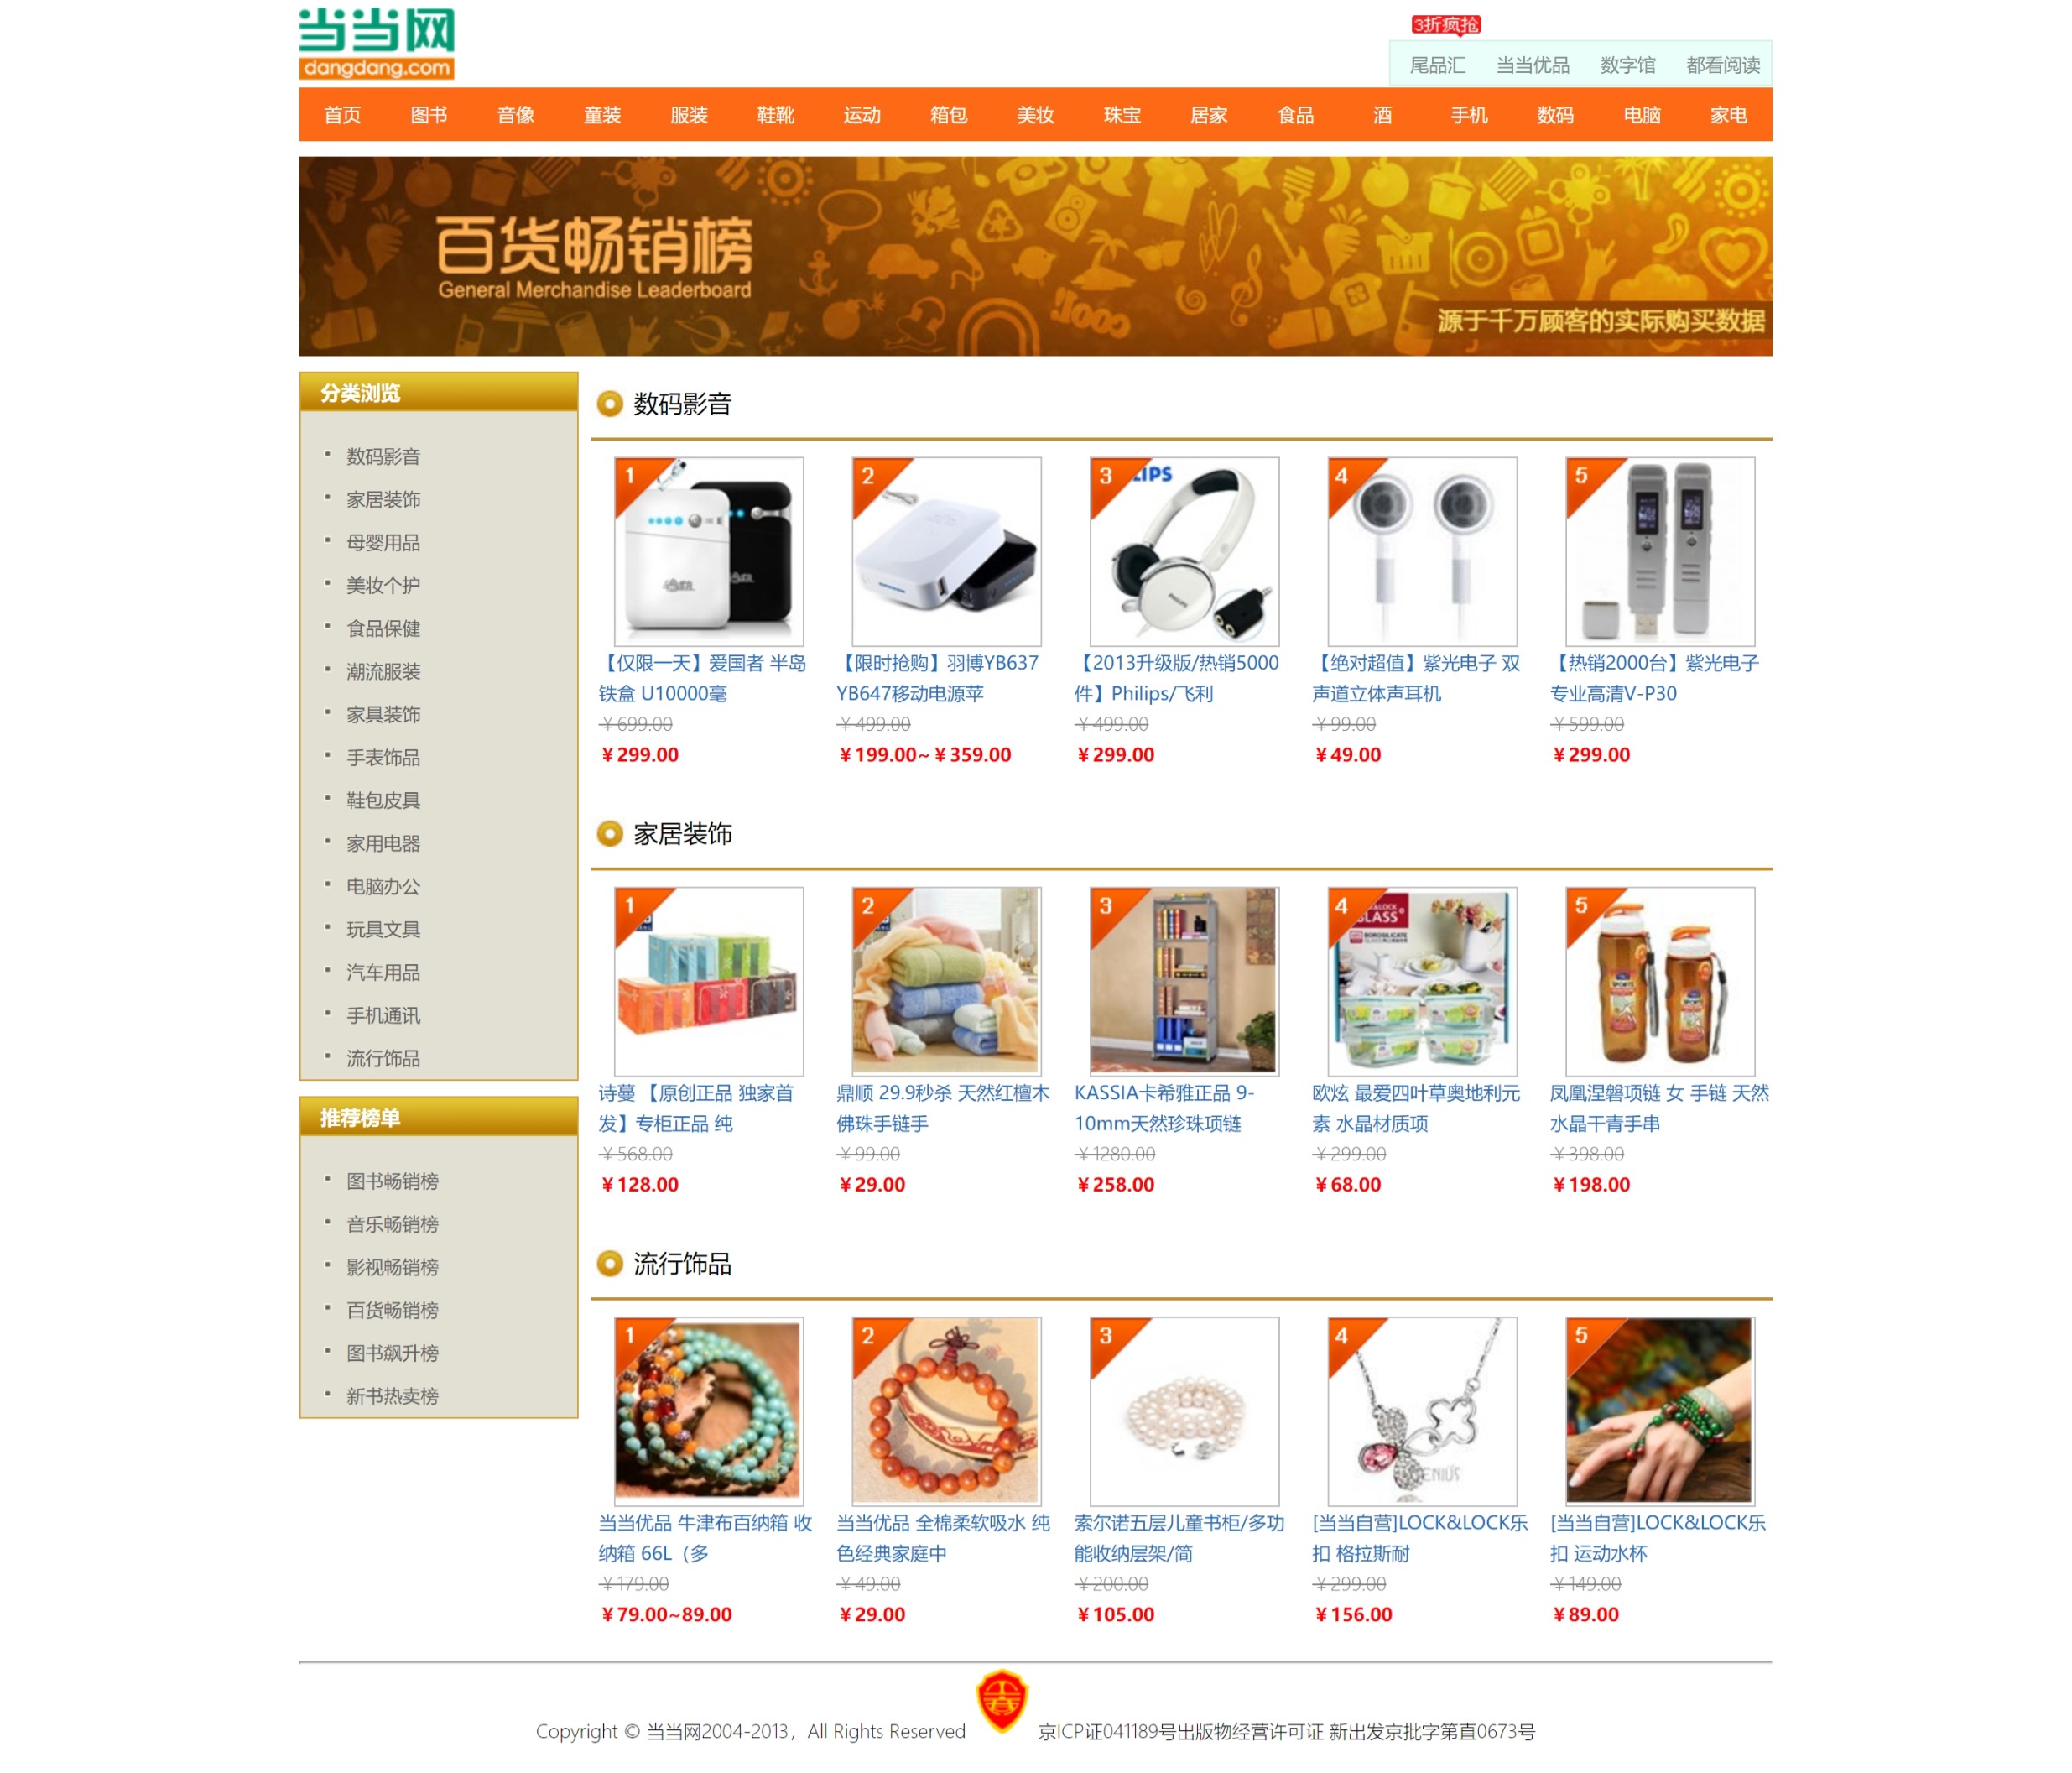 当当网
dangdang.com
3折疯抢
尾品汇 当当优品 数字馆 都看阅读
首页 图书 音像 童装 服装 鞋靴 运动 箱包 美妆 珠宝 居家 食品 酒 手机 数码 电脑 家电
百货畅销榜
General Merchandise Leaderboard
COOL!
源于千万顾客的实际购买数据
分类浏览
数码影音
家居装饰
母婴用品
美妆个护
食品保健
潮流服装
家具装饰
手表饰品
鞋包皮具
家用电器
电脑办公
玩具文具
汽车用品
手机通讯
流行饰品
推荐榜单
图书畅销榜
音乐畅销榜
影视畅销榜
百货畅销榜
图书飙升榜
新书热卖榜
数码影音
1
【仅限一天】爱国者 半岛
铁盒 U10000毫
￥699.00
￥299.00
2
【限时抢购】羽博YB637
YB647移动电源苹
￥499.00
￥199.00~￥359.00
3
LIPS
PHILIPS
【2013升级版/热销5000
件】Philips/飞利
￥499.00
￥299.00
4
【绝对超值】紫光电子 双
声道立体声耳机
￥99.00
￥49.00
5
【热销2000台】紫光电子
专业高清V-P30
￥599.00
￥299.00
家居装饰
1
诗蔓 【原创正品 独家首
发】专柜正品 纯
￥568.00
￥128.00
2
鼎顺 29.9秒杀 天然红檀木
佛珠手链手
￥99.00
￥29.00
3
KASSIA卡希雅正品 9-
10mm天然珍珠项链
￥1280.00
￥258.00
4
&LOCK
GLASS
BOROSILICATE
GLASS
欧炫 最爱四叶草奥地利元
素 水晶材质项
￥299.00
￥68.00
5
SPORTS
SPORTS
凤凰涅磐项链 女 手链 天然
水晶干青手串
￥398.00
￥198.00
流行饰品
1
当当优品 牛津布百纳箱 收
纳箱 66L（多
￥179.00
￥79.00~89.00
2
当当优品 全棉柔软吸水 纯
色经典家庭中
￥49.00
￥29.00
3
索尔诺五层儿童书柜/多功
能收纳层架/简
￥200.00
￥105.00
4
ENIUS
[当当自营]LOCK&LOCK乐
扣 格拉斯耐
￥299.00
￥156.00
5
[当当自营]LOCK&LOCK乐
扣 运动水杯
￥149.00
￥89.00
Copyright © 当当网2004-2013，All Rights Reserved 京ICP证041189号出版物经营许可证 新出发京批字第直0673号